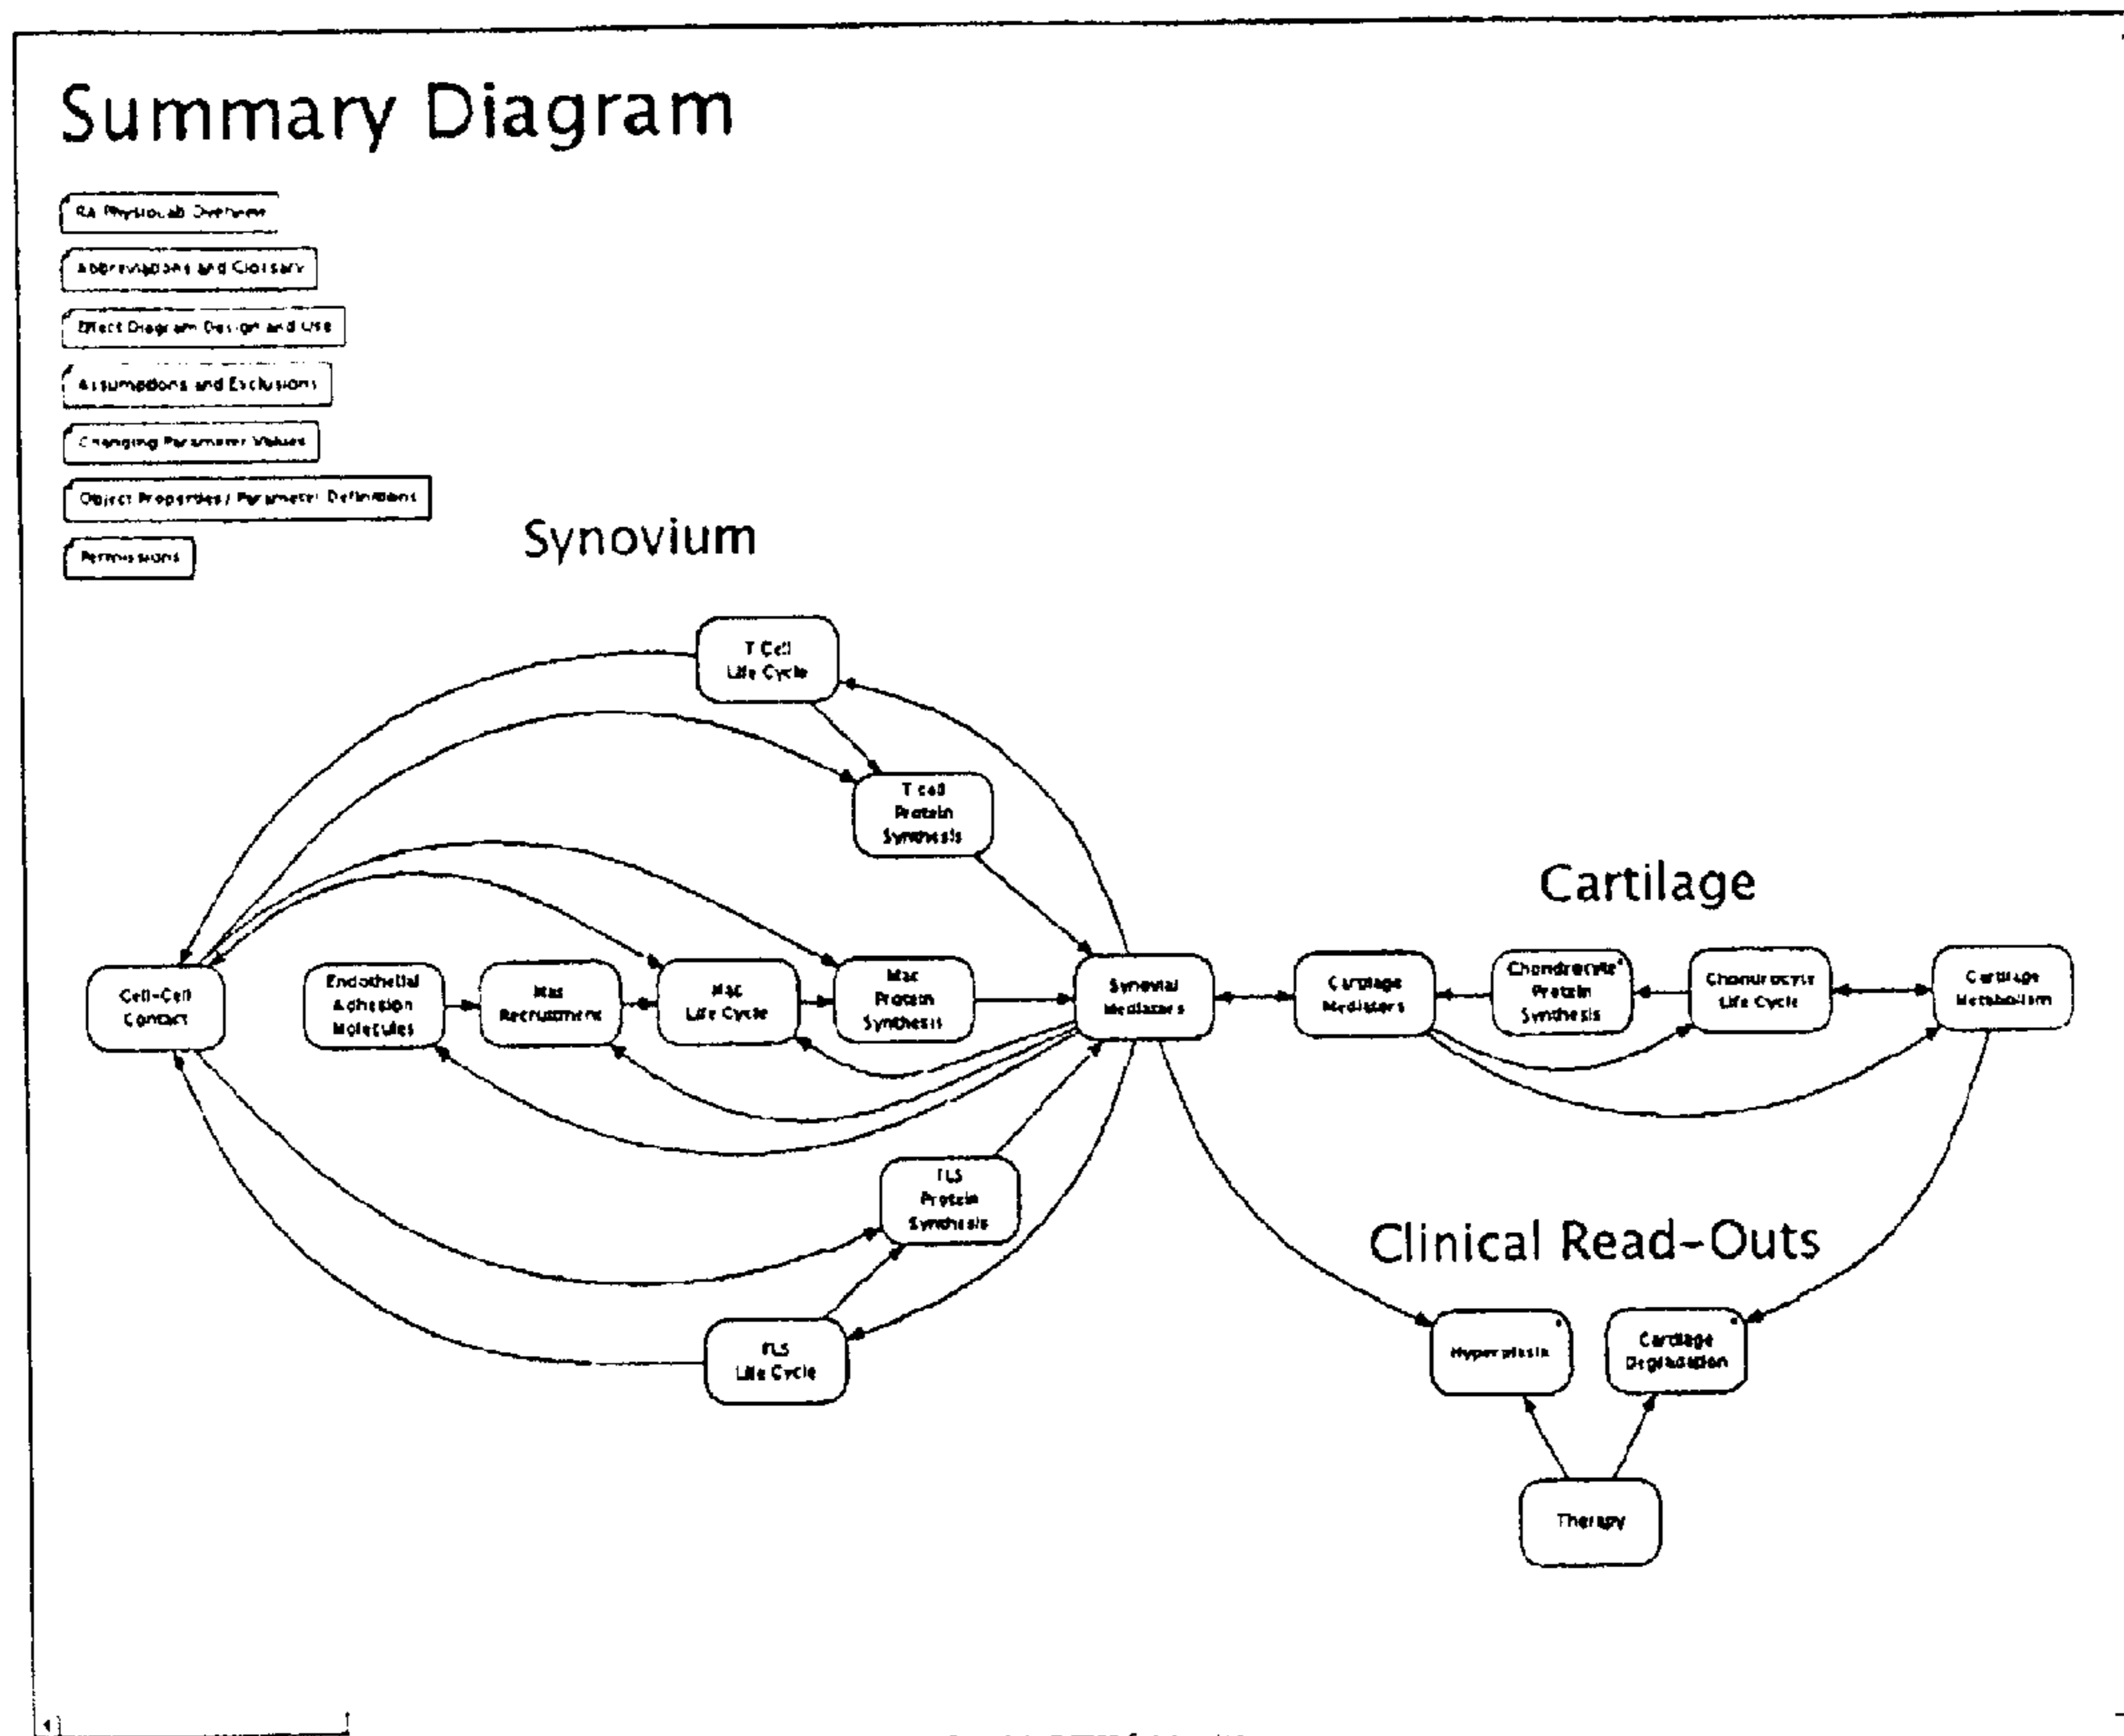 Summary Diagram
RA PhysioLab Overview
Abbreviations and Glossary
Effect Diagram Design and Use
Assumptions and Exclusions
Changing Parameter Values
Object Properties / Parameter Definitions
Permissions
Synovium
T Cell
Life Cycle
T cell
Protein
Synthesis
Cartilage
Cell-Cell
Contact
Endothelial
Adhesion
Molecules
Mac
Recruitment
Mac
Life Cycle
Mac
Protein
Synthesis
Synovial
Mediators
Cartilage
Mediators
Chondrocyte
Protein
Synthesis
Chondrocyte
Life Cycle
Cartilage
Metabolism
FLS
Protein
Synthesis
Clinical Read-Outs
FLS
Life Cycle
Hyperplasia
Cartilage
Degradation
Therapy